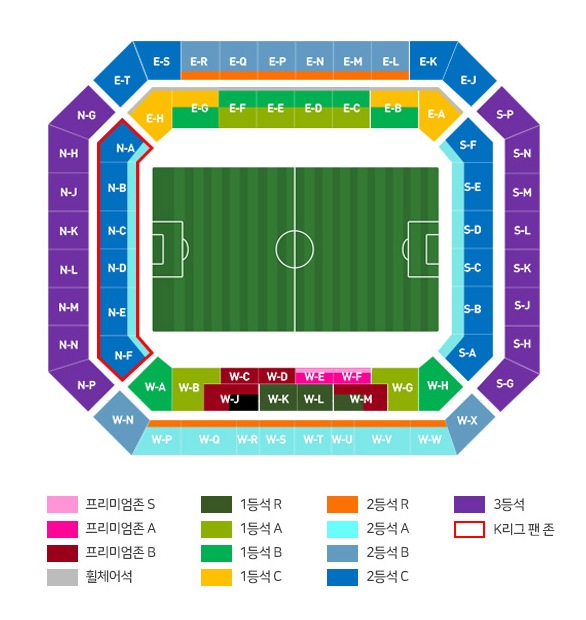 E-S E-R E-Q E-P E-N E-M E-L E-K
E-T E-J
E-H E-G E-F E-E E-D E-C E-B E-A
N-G S-P
N-H N-A S-F S-N
N-J N-B S-E S-M
N-K N-C S-D S-L
N-L N-D S-C S-K
N-M N-E S-B S-J
N-N N-F S-A S-H
N-P S-G
W-C W-D W-E W-F
W-A W-B W-G W-H
W-J W-K W-L W-M
W-N W-X
W-P W-Q W-R W-S W-T W-U W-V W-W
프리미엄존 S 1등석 R 2등석 R 3등석
프리미엄존 A 1등석 A 2등석 A K리그 팬 존
프리미엄존 B 1등석 B 2등석 B
휠체어석 1등석 C 2등석 C